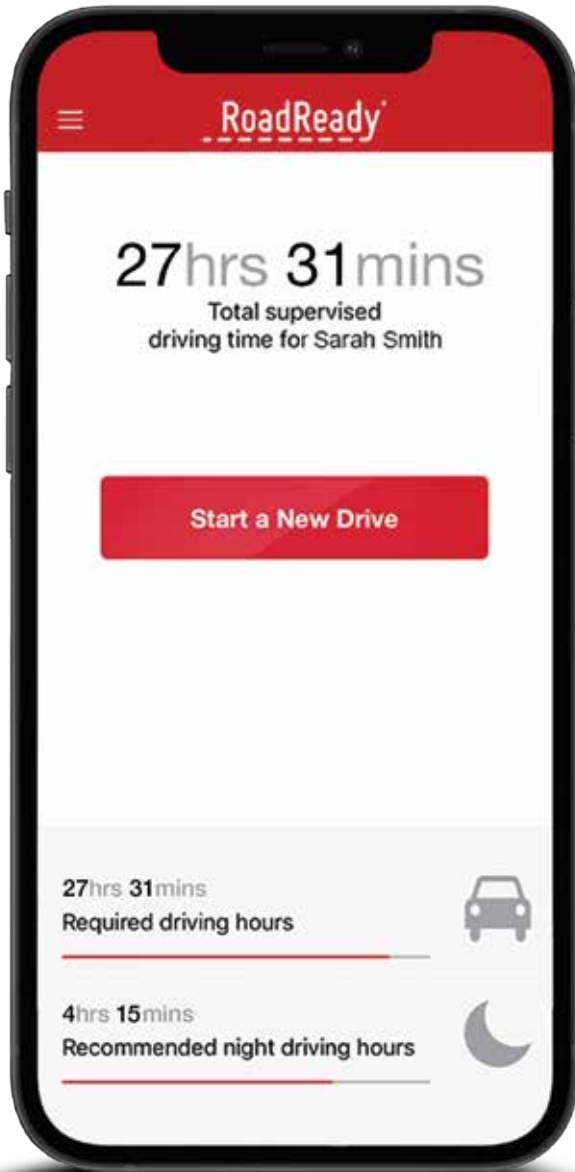 RoadReady®
27hrs 31mins
Total supervised
driving time for Sarah Smith
Start a New Drive
27hrs 31mins
Required driving hours
4hrs 15mins
Recommended night driving hours